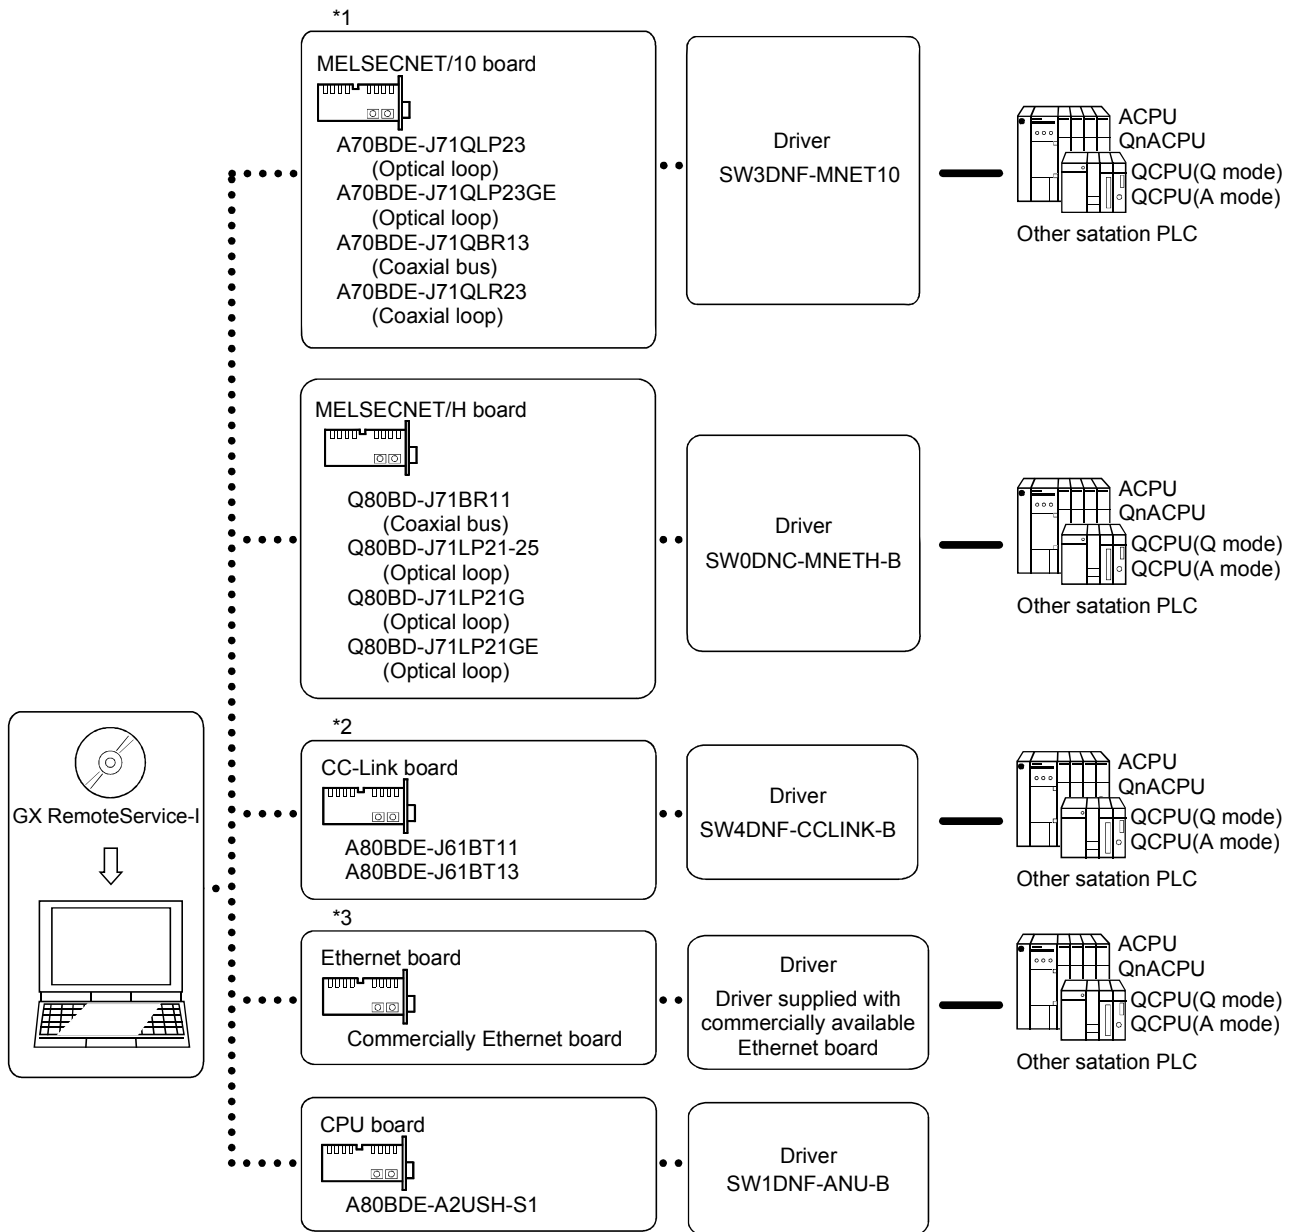 *1
MELSECNET/10 board
A70BDE-J71QLP23
(Optical loop)
A70BDE-J71QLP23GE
(Optical loop)
A70BDE-J71QBR13
(Coaxial bus)
A70BDE-J71QLR23
(Coaxial loop)
Driver
SW3DNF-MNET10
ACPU
QnACPU
QCPU(Q mode)
QCPU(A mode)
Other satation PLC
MELSECNET/H board
Q80BD-J71BR11
(Coaxial bus)
Q80BD-J71LP21-25
(Optical loop)
Q80BD-J71LP21G
(Optical loop)
Q80BD-J71LP21GE
(Optical loop)
Driver
SW0DNC-MNETH-B
ACPU
QnACPU
QCPU(Q mode)
QCPU(A mode)
Other satation PLC
GX RemoteService-I
*2
CC-Link board
A80BDE-J61BT11
A80BDE-J61BT13
Driver
SW4DNF-CCLINK-B
ACPU
QnACPU
QCPU(Q mode)
QCPU(A mode)
Other satation PLC
*3
Ethernet board
Commercially Ethernet board
Driver
Driver supplied with
commercially available
Ethernet board
ACPU
QnACPU
QCPU(Q mode)
QCPU(A mode)
Other satation PLC
CPU board
A80BDE-A2USH-S1
Driver
SW1DNF-ANU-B